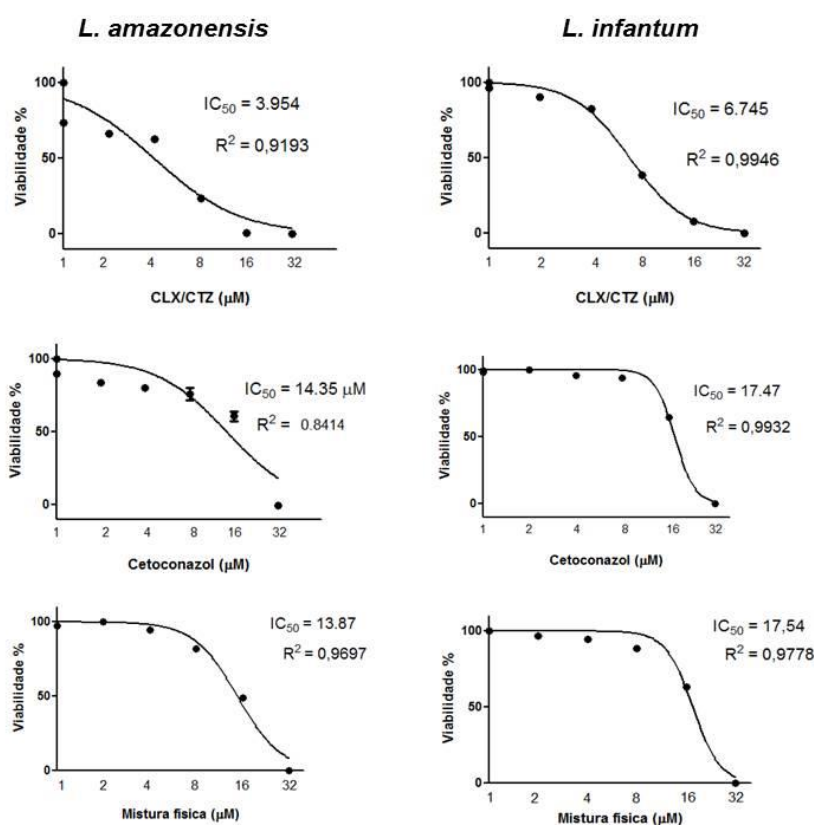 L. amazonensis
L. infantum
Viabilidade %
100
50
0
IC50 = 3.954
R2 = 0,9193
1 2 4 8 16 32
CLX/CTZ (μM)
Viabilidade %
100
50
0
IC50 = 6.745
R2 = 0,9946
1 2 4 8 16 32
CLX/CTZ (μM)
Viabilidade %
100
50
0
IC50 = 14.35 μM
R2 = 0.8414
1 2 4 8 16 32
Cetoconazol (μM)
Viabilidade %
100
50
0
IC50 = 17.47
R2 = 0,9932
1 2 4 8 16 32
Cetoconazol (μM)
Viabilidade %
100
50
0
IC50 = 13.87
R2 = 0,9697
1 2 4 8 16 32
Mistura fisica (μM)
Viabilidade %
100
50
0
IC50 = 17,54
R2 = 0,9778
1 2 4 8 16 32
Mistura fisica (μM)